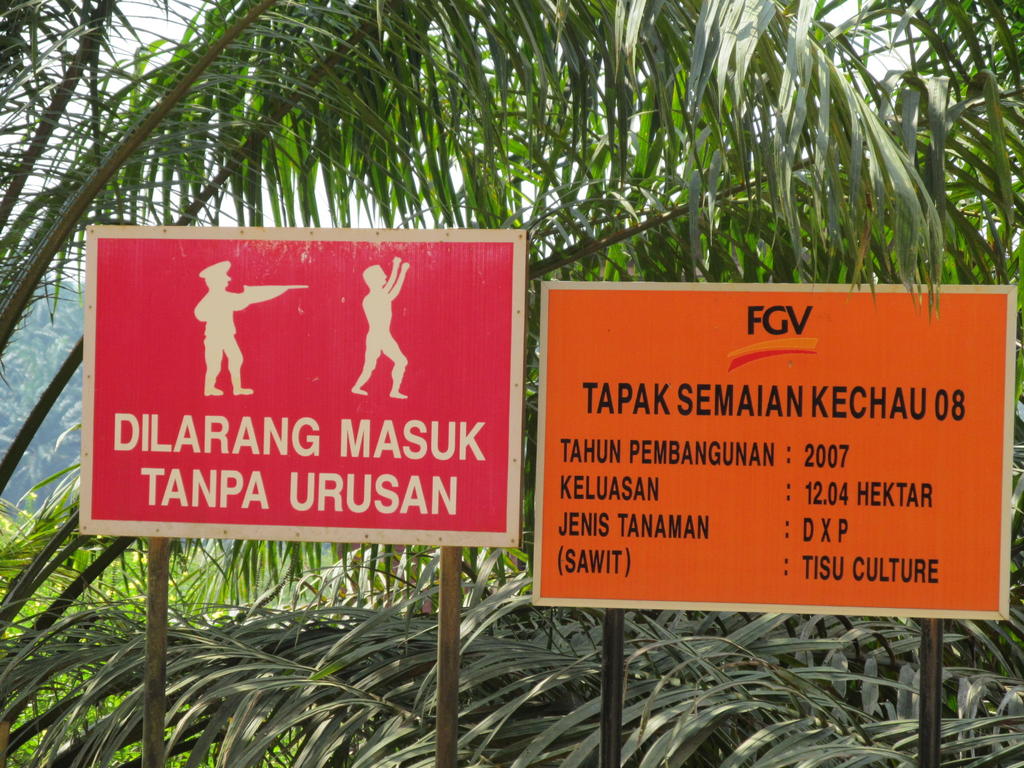 DILARANG MASUK
TANPA URUSAN
FGV
TAPAK SEMAIAN KECHAU 08
TAHUN PEMBANGUNAN : 2007
KELUASAN : 12.04 HEKTAR
JENIS TANAMAN : D X P
(SAWIT) : TISU CULTURE